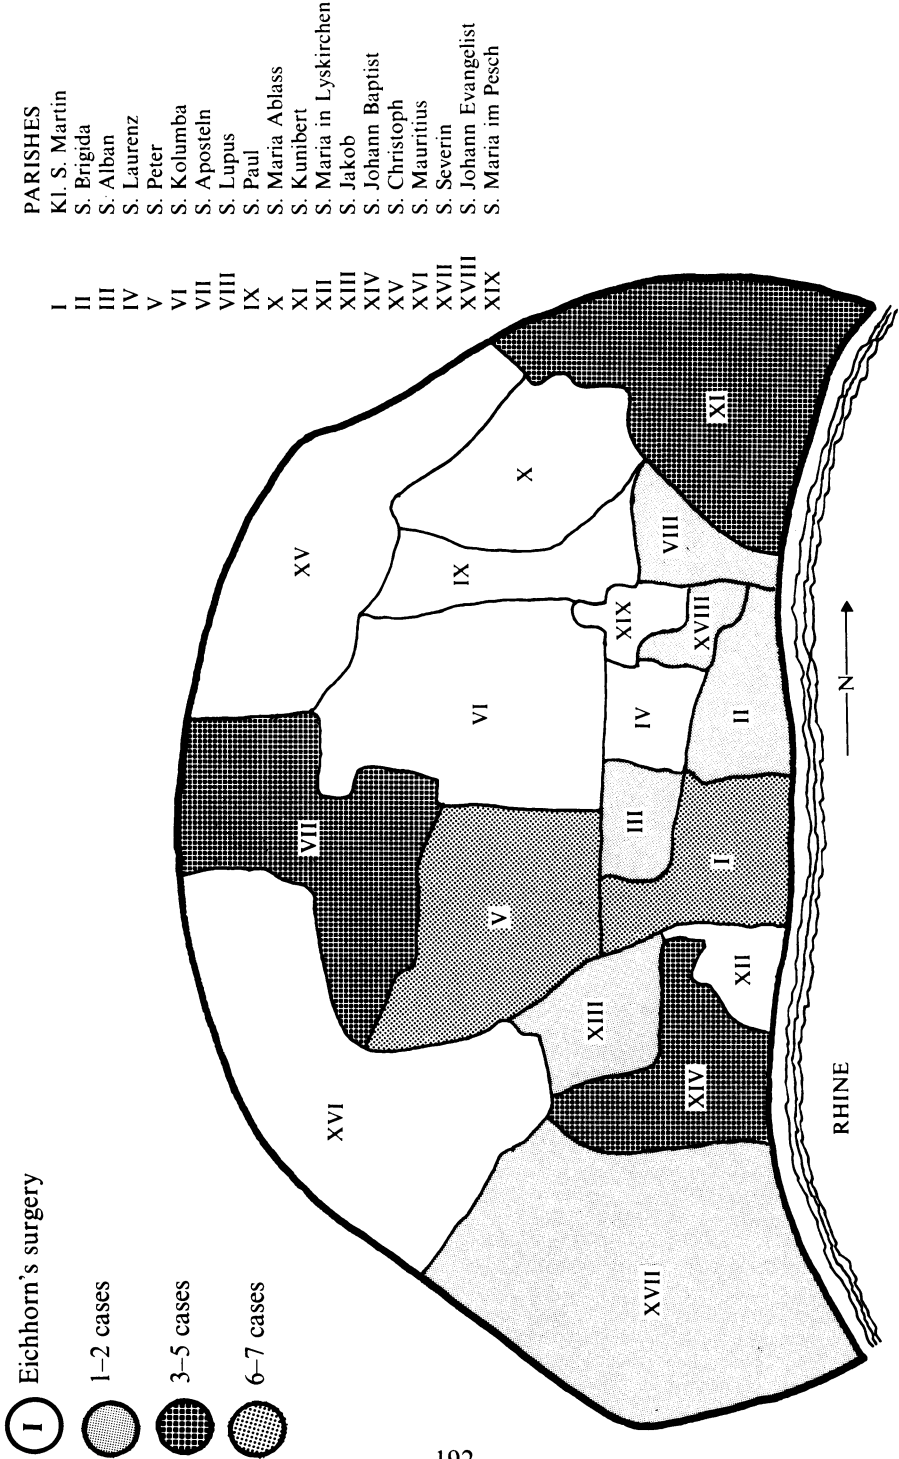 I Eichhorn's surgery
1–2 cases
3–5 cases
6–7 cases
PARISHES
I Kl. S. Martin
II S. Brigida
III S. Alban
IV S. Laurenz
V S. Peter
VI S. Kolumba
VII S. Aposteln
VIII S. Lupus
IX S. Paul
X S. Maria Ablass
XI S. Kunibert
XII S. Maria in Lyskirchen
XIII S. Jakob
XIV S. Johann Baptist
XV S. Christoph
XVI S. Mauritius
XVII S. Severin
XVIII S. Johann Evangelist
XIX S. Maria im Pesch
XV
VII
XVI
IX
X
VI
V
XIII
III
IV
XIX
VIII
XVII
XIV
XII
I
II
XVIII
XI
RHINE
N
192